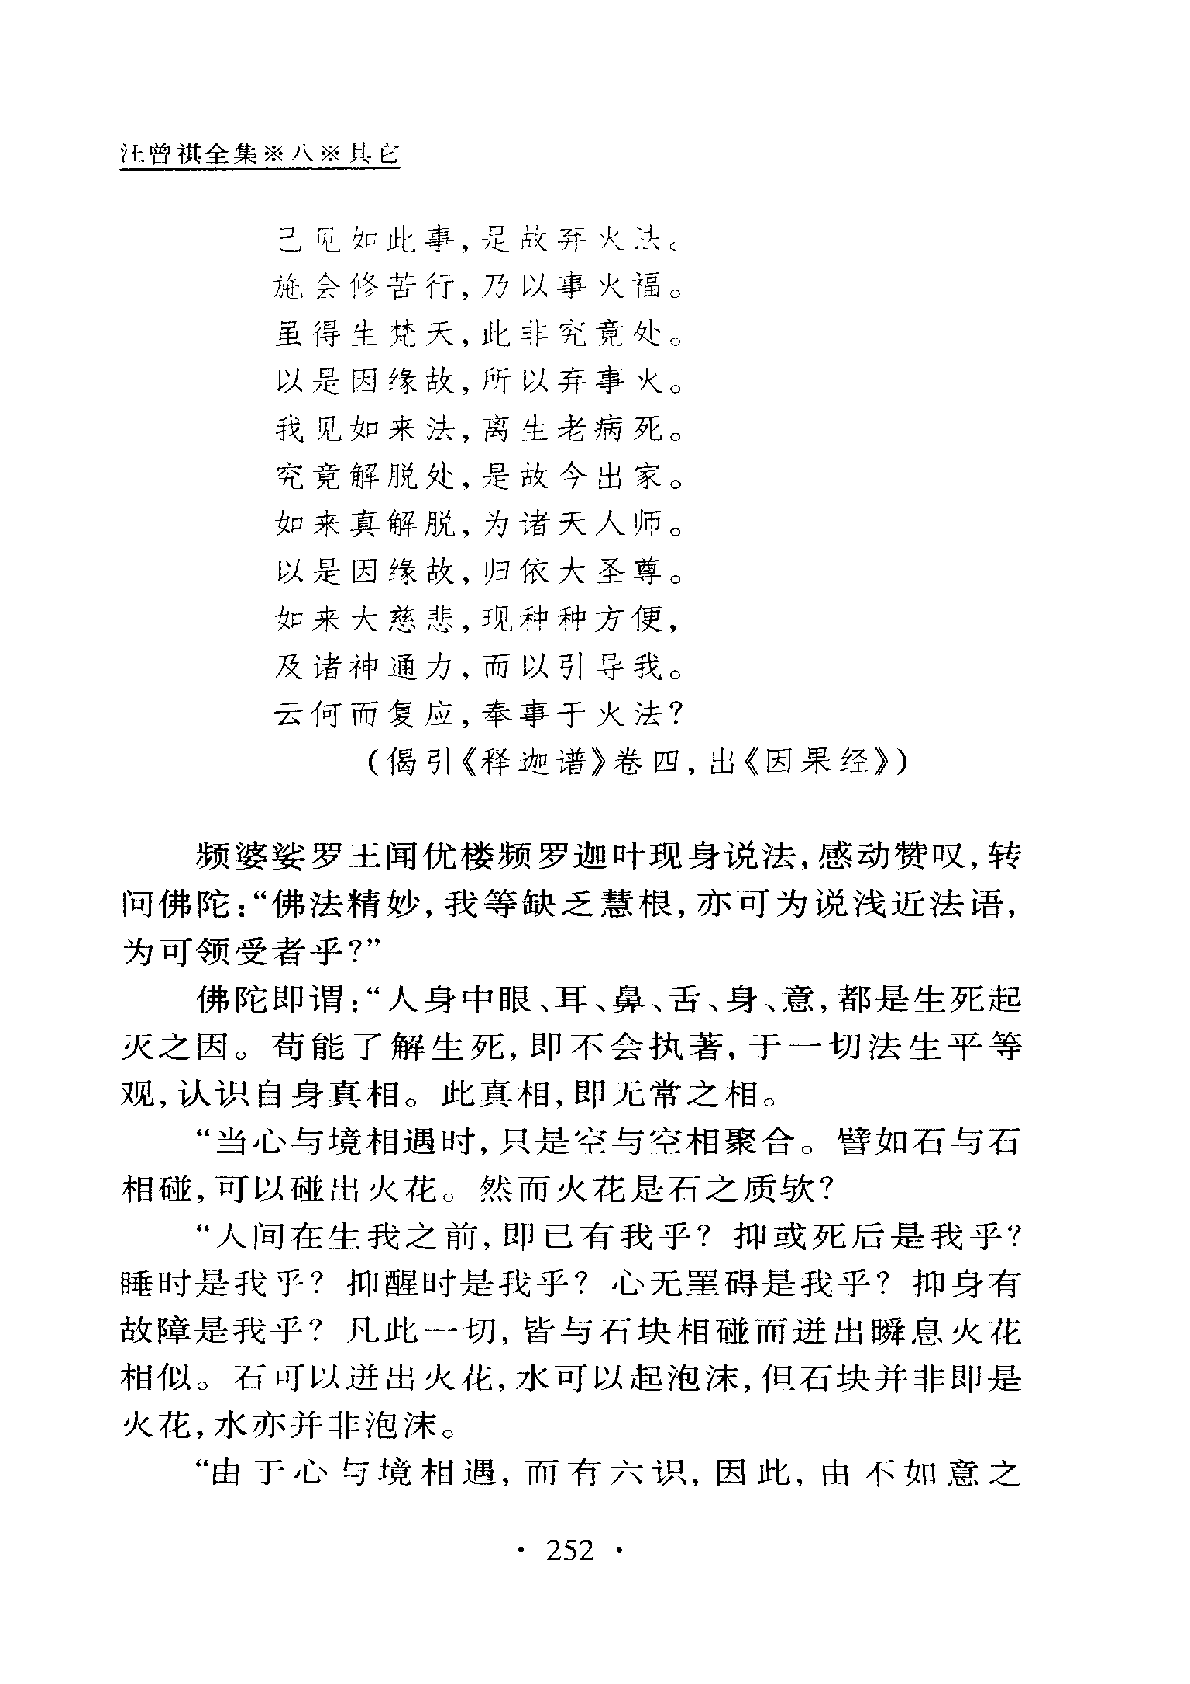 汪曾祺全集※八※其它
己见如此事,是故弃火法。
施会修苦行,乃以事火福。
虽得生梵天,此非究竟处。
以是因缘故,所以弃事火。
我见如来法,离生老病死。
究竟解脱处,是故今出家。
如来真解脱,为诸天人师。
以是因缘故,归依大圣尊。
如来大慈悲,现种种方便,
及诸神通力,而以引导我。
云何而复应,奉事于火法?
(偈引《释迦谱》卷四,出《因果经》)
频婆娑罗王闻优楼频罗迦叶现身说法,感动赞叹,转
问佛陀:“佛法精妙,我等缺乏慧根,亦可为说浅近法语,
为可领受者乎?”
佛陀即谓:“人身中眼、耳、鼻、舌、身、意,都是生死起
灭之因。苟能了解生死,即不会执著,于一切法生平等
观,认识自身真相。此真相,即无常之相。
“当心与境相遇时,只是空与空相聚合。譬如石与石
相碰,可以碰出火花。然而火花是石之质欤?
“人间在生我之前,即已有我乎?抑或死后是我乎?
睡时是我乎?抑醒时是我乎?心无罣碍是我乎?抑身有
故障是我乎?凡此一切,皆与石块相碰而迸出瞬息火花
相似。石可以迸出火花,水可以起泡沫,但石块并非即是
火花,水亦并非泡沫。
“由于心与境相遇,而有六识,因此,由不如意之
· 252 ·